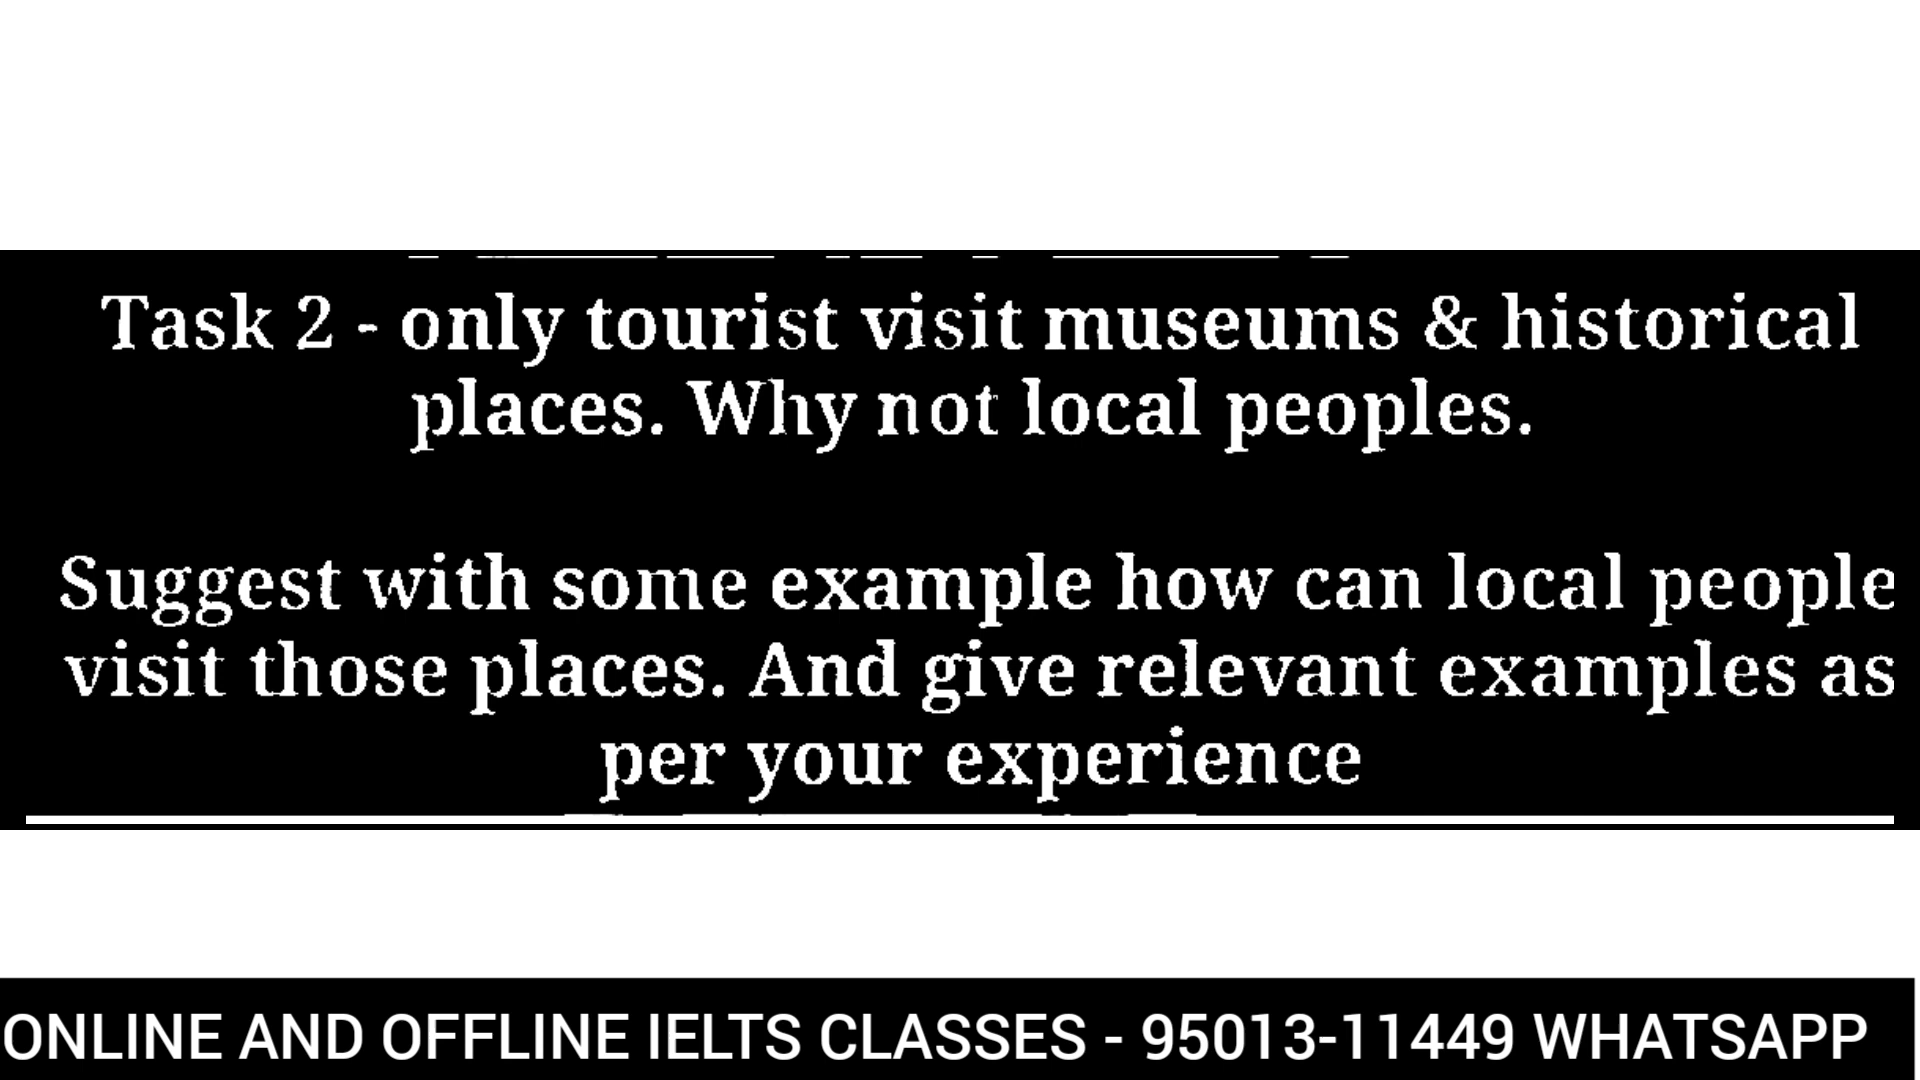 Task 2 - only tourist visit museums & historical
places. Why not local peoples.
Suggest with some example how can local people
visit those places. And give relevant examples as
per your experience
ONLINE AND OFFLINE IELTS CLASSES - 95013-11449 WHATSAPP